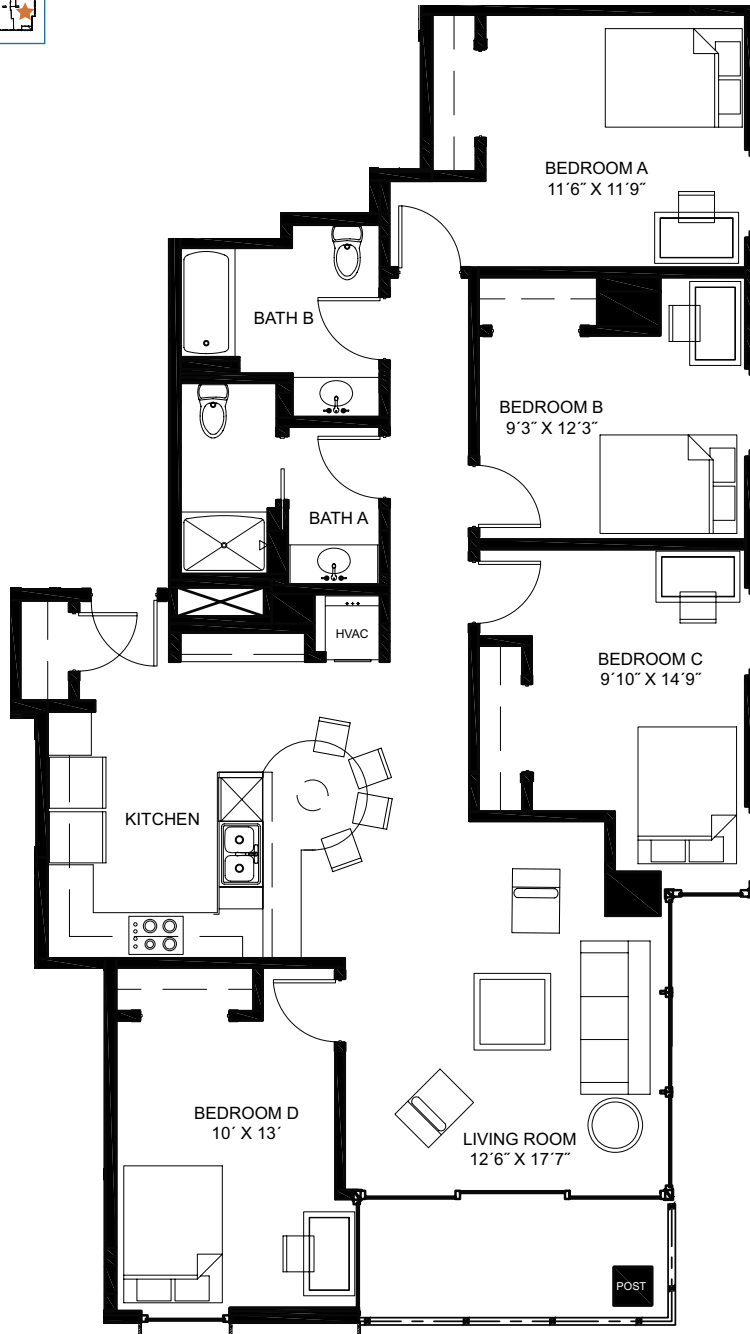 BEDROOM A
11´6˝ X 11´9˝
BATH B
BEDROOM B
9´3˝ X 12´3˝
BATH A
HVAC
BEDROOM C
9´10˝ X 14´9˝
KITCHEN
BEDROOM D
10´ X 13´
LIVING ROOM
12´6˝ X 17´7˝
POST